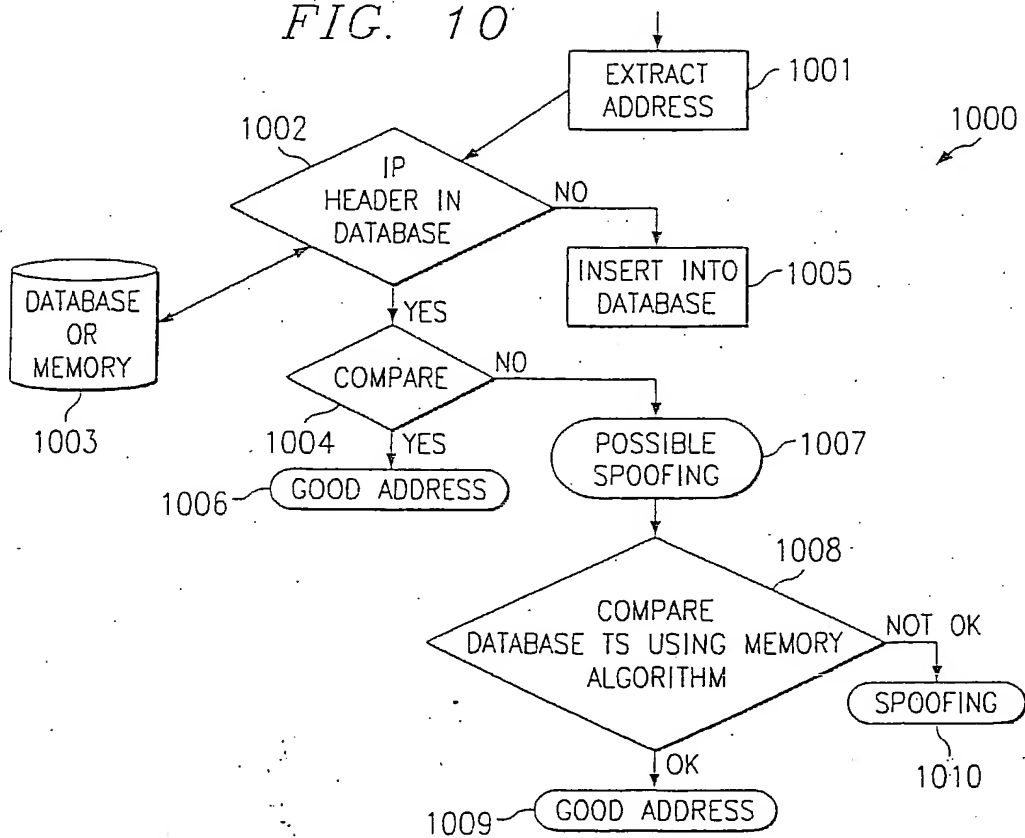 FIG. 10
EXTRACT
ADDRESS
1001
1000
1002
IP
HEADER IN
DATABASE
NO
INSERT INTO
DATABASE
1005
DATABASE
OR
MEMORY
1003
YES
COMPARE
NO
1004
YES
GOOD ADDRESS
1006
POSSIBLE
SPOOFING
1007
1008
COMPARE
DATABASE TS USING MEMORY
ALGORITHM
NOT OK
SPOOFING
1010
OK
GOOD ADDRESS
1009